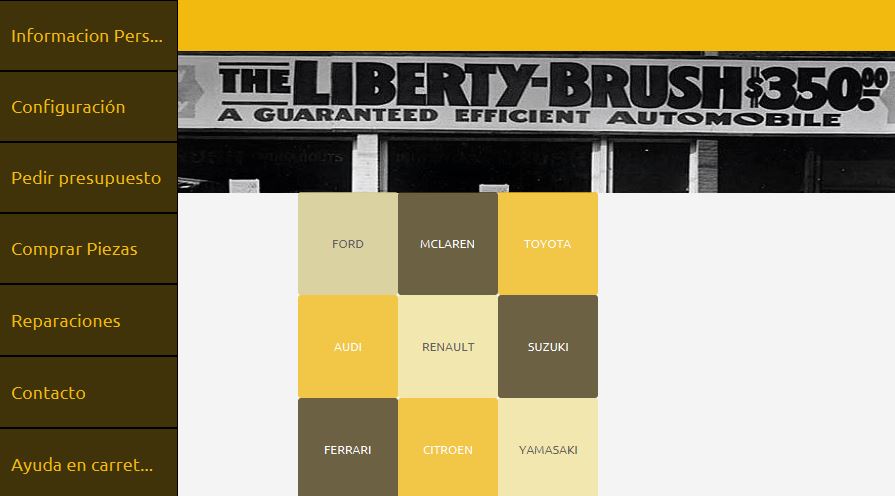 Informacion Pers...
Configuración
Pedir presupuesto
Comprar Piezas
Reparaciones
Contacto
Ayuda en carret...
THE LIBERTY-BRUSH $350.00
A GUARANTEED EFFICIENT AUTOMOBILE
FORD
MCLAREN
TOYOTA
AUDI
RENAULT
SUZUKI
FERRARI
CITROEN
YAMASAKI